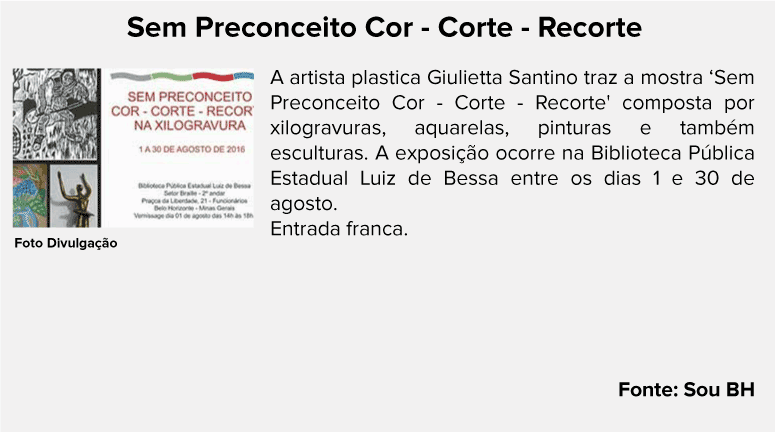 Sem Preconceito Cor - Corte - Recorte
SEM PRECONCEITO
COR - CORTE - RECORT
NA XILOGRAVURA
1 A 30 DE AGOSTO DE 2016
Biblioteca Pública Estadual Luiz de Bessa
Setor Braille - 2º andar
Praça da Liberdade, 21 - Funcionários
Belo Horizonte - Minas Gerais
Vernissage dia 01 de agosto das 14h às 18h
Foto Divulgação
A artista plastica Giulietta Santino traz a mostra ‘Sem
Preconceito Cor - Corte - Recorte' composta por
xilogravuras, aquarelas, pinturas e também
esculturas. A exposição ocorre na Biblioteca Pública
Estadual Luiz de Bessa entre os dias 1 e 30 de
agosto.
Entrada franca.
Fonte: Sou BH